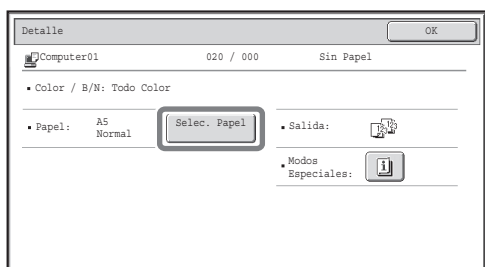 Detalle OK
Computer01 020 / 000 Sin Papel
▪ Color / B/N: Todo Color
▪ Papel: A5 Normal Selec. Papel ▪ Salida:
▪ Modos Especiales: